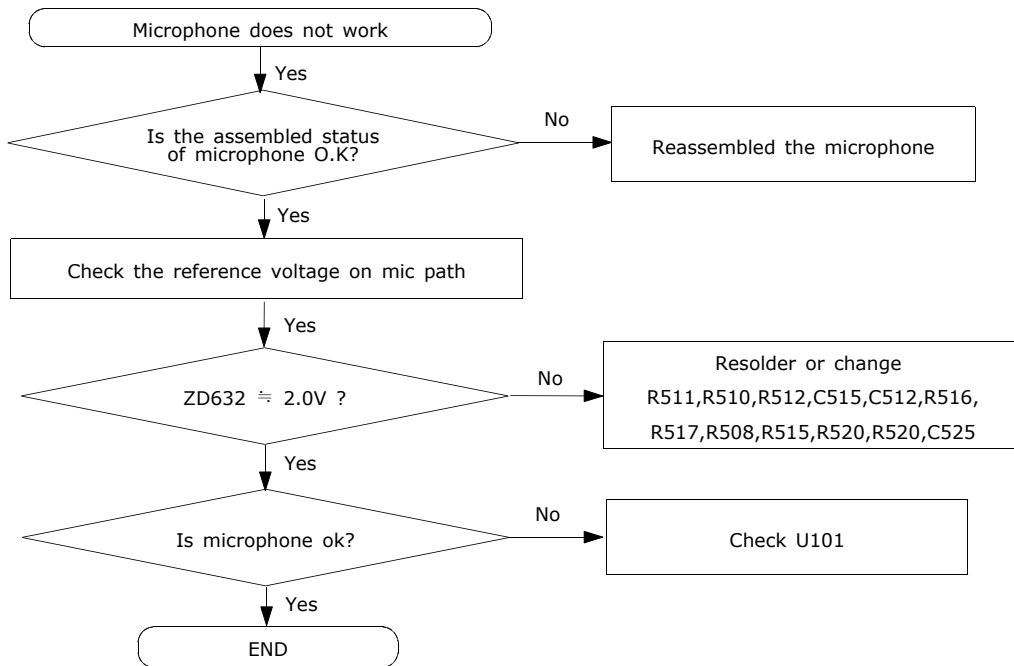 Microphone does not work
Yes
Is the assembled status
of microphone O.K?
No
Reassembled the microphone
Yes
Check the reference voltage on mic path
Yes
ZD632 ≒ 2.0V ?
No
Resolder or change
R511,R510,R512,C515,C512,R516,
R517,R508,R515,R520,R520,C525
Yes
Is microphone ok?
No
Check U101
Yes
END